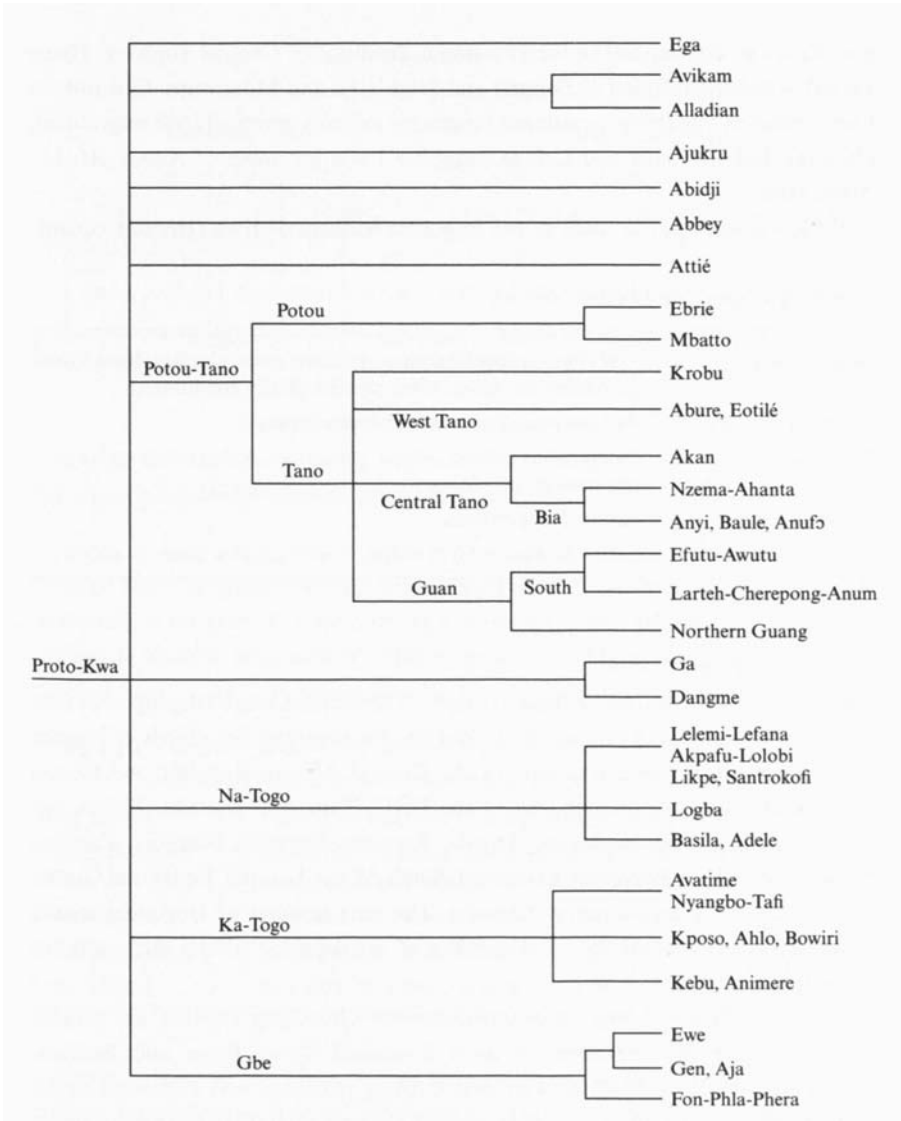 Ega
Avikam
Alladian
Ajukru
Abidji
Abbey
Attié
Potou
Ebrie
Mbatto
Potou-Tano
Krobu
West Tano
Abure, Eotilé
Tano
Akan
Central Tano
Nzema-Ahanta
Bia
Anyi, Baule, Anufɔ
Efutu-Awutu
Guan
South
Larteh-Cherepong-Anum
Northern Guang
Proto-Kwa
Ga
Dangme
Lelemi-Lefana
Akpafu-Lolobi
Likpe, Santrokofi
Na-Togo
Logba
Basila, Adele
Avatime
Nyangbo-Tafi
Ka-Togo
Kposo, Ahlo, Bowiri
Kebu, Animere
Ewe
Gbe
Gen, Aja
Fon-Phla-Phera